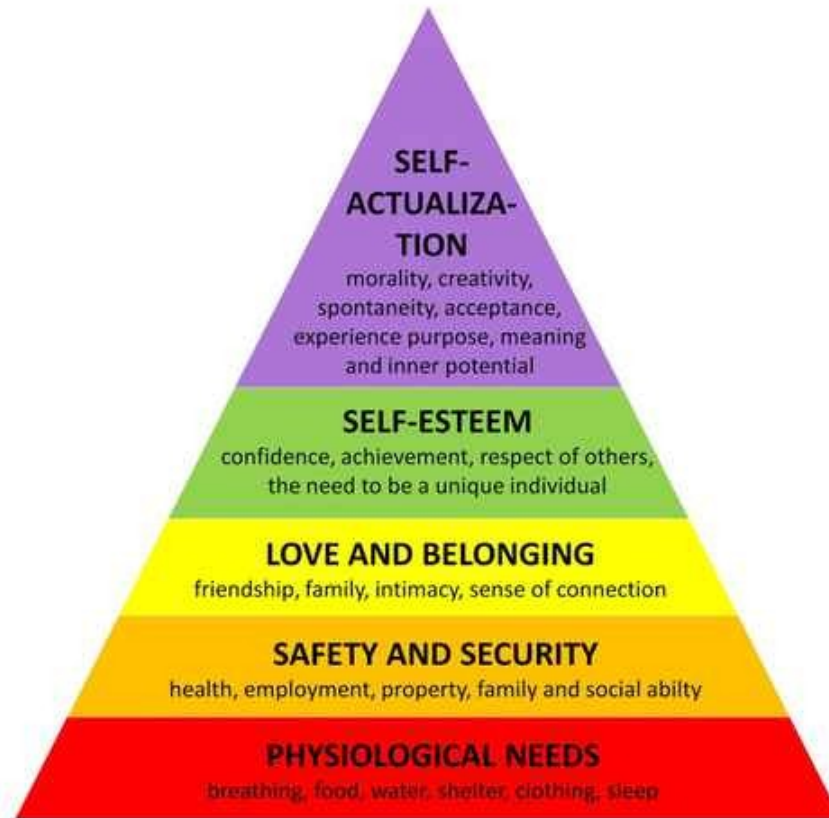 SELF-
ACTUALIZA-
TION
morality, creativity,
spontaneity, acceptance,
experience purpose, meaning
and inner potential
SELF-ESTEEM
confidence, achievement, respect of others,
the need to be a unique individual
LOVE AND BELONGING
friendship, family, intimacy, sense of connection
SAFETY AND SECURITY
health, employment, property, family and social abilty
PHYSIOLOGICAL NEEDS
breathing, food, water, shelter, clothing, sleep